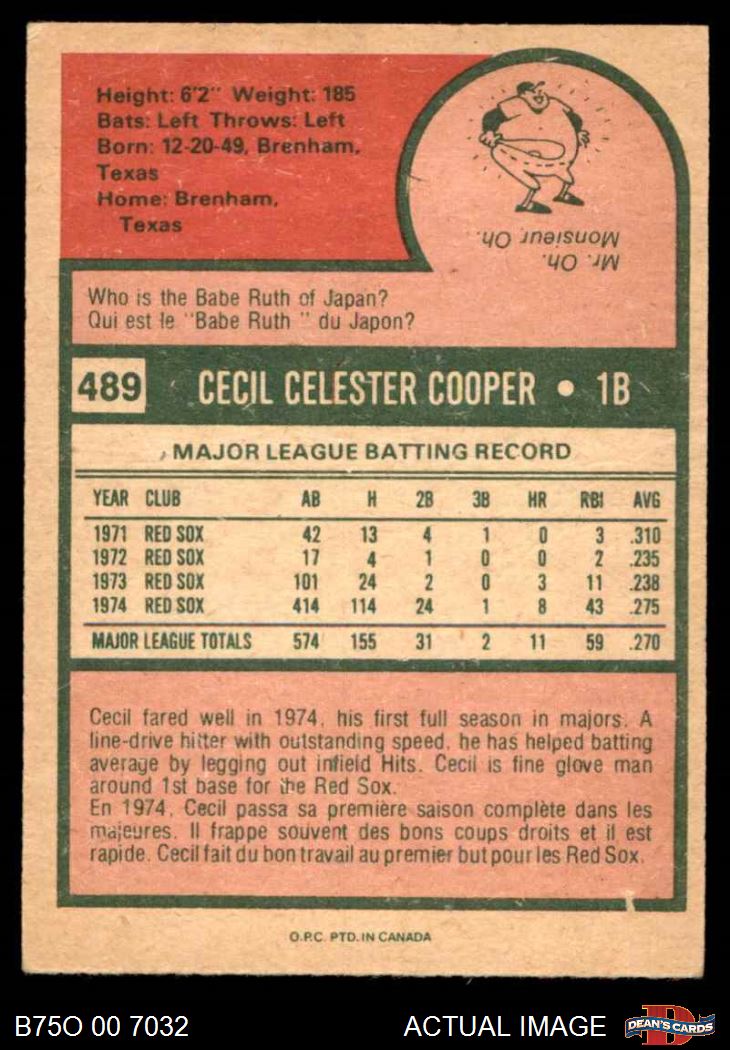 Height: 6'2" Weight: 185
Bats: Left Throws: Left
Born: 12-20-49, Brenham,
Texas
Home: Brenham,
Texas
Mr. Oh.
Monsieur Oh.
Who is the Babe Ruth of Japan?
Qui est le "Babe Ruth " du Japon?
489 CECIL CELESTER COOPER • 1B
MAJOR LEAGUE BATTING RECORD
YEAR CLUB AB H 2B 3B HR RBI AVG
1971 RED SOX 42 13 4 1 0 3 .310
1972 RED SOX 17 4 1 0 0 2 .235
1973 RED SOX 101 24 2 0 3 11 .238
1974 RED SOX 414 114 24 1 8 43 .275
MAJOR LEAGUE TOTALS 574 155 31 2 11 59 .270
Cecil fared well in 1974, his first full season in majors. A
line-drive hitter with outstanding speed, he has helped batting
average by legging out infield Hits. Cecil is fine glove man
around 1st base for the Red Sox.
En 1974, Cecil passa sa première saison complète dans les
majeures. Il frappe souvent des bons coups droits et il est
rapide. Cecil fait du bon travail au premier but pour les Red Sox.
O.P.C. PTD. IN CANADA
B75O 00 7032
ACTUAL IMAGE
D
DEAN'S CARDS